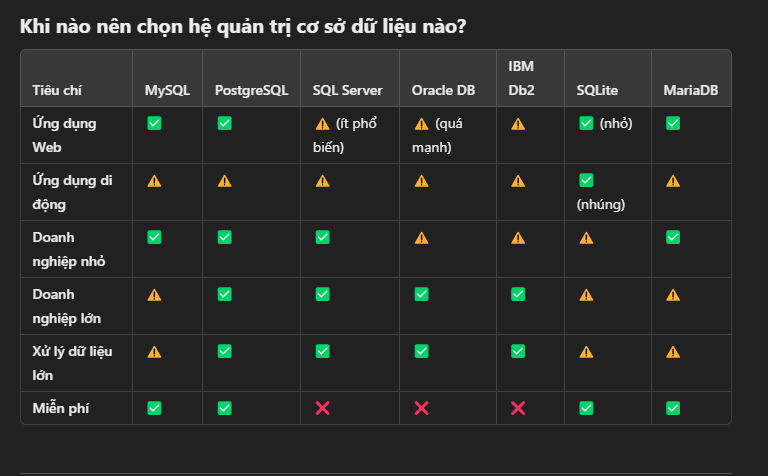 Khi nào nên chọn hệ quản trị cơ sở dữ liệu nào?
Tiêu chí MySQL PostgreSQL SQL Server Oracle DB IBM Db2 SQLite MariaDB
Ứng dụng Web ✅ ✅ ⚠️ (ít phổ biến) ⚠️ (quá mạnh) ⚠️ ✅ (nhỏ) ✅
Ứng dụng di động ⚠️ ⚠️ ⚠️ ⚠️ ⚠️ ✅ (nhúng) ⚠️
Doanh nghiệp nhỏ ✅ ✅ ✅ ⚠️ ⚠️ ⚠️ ✅
Doanh nghiệp lớn ⚠️ ✅ ✅ ✅ ✅ ⚠️ ⚠️
Xử lý dữ liệu lớn ⚠️ ✅ ✅ ✅ ✅ ⚠️ ⚠️
Miễn phí ✅ ✅ ❌ ❌ ❌ ✅ ✅